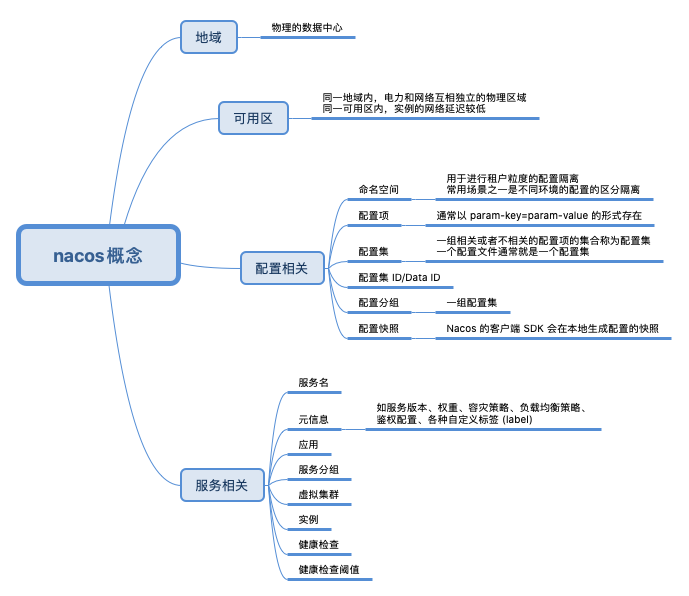 nacos概念
地域
物理的数据中心
可用区
同一地域内，电力和网络互相独立的物理区域
同一可用区内，实例的网络延迟较低
配置相关
命名空间
用于进行租户粒度的配置隔离
常用场景之一是不同环境的配置的区分隔离
配置项
通常以 param-key=param-value 的形式存在
配置集
一组相关或者不相关的配置项的集合称为配置集
一个配置文件通常就是一个配置集
配置集 ID/Data ID
配置分组
一组配置集
配置快照
Nacos 的客户端 SDK 会在本地生成配置的快照
服务相关
服务名
元信息
如服务版本、权重、容灾策略、负载均衡策略、
鉴权配置、各种自定义标签 (label)
应用
服务分组
虚拟集群
实例
健康检查
健康检查阈值